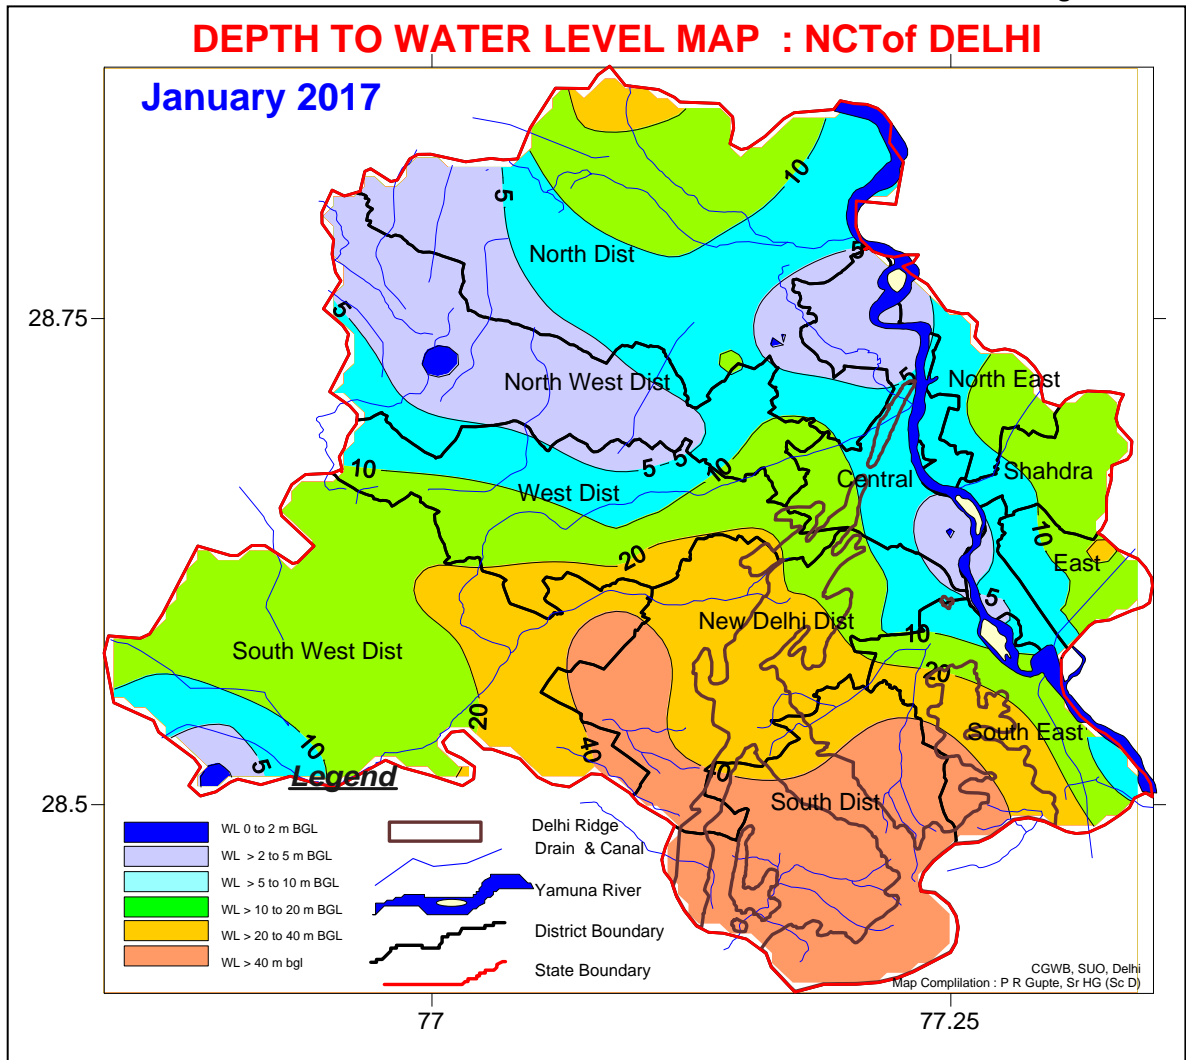 DEPTH TO WATER LEVEL MAP : NCTof DELHI
January 2017
10
5
North Dist
5
28.75
5
North West Dist
5
North East
10
5
5
10
West Dist
Central
Shahdra
10
20
East
5
New Delhi Dist
10
South West Dist
20
20
South East
10
5
40
40
Legend
28.5
South Dist
WL 0 to 2 m BGL
WL > 2 to 5 m BGL
WL > 5 to 10 m BGL
WL > 10 to 20 m BGL
WL > 20 to 40 m BGL
WL > 40 m bgl
Delhi Ridge
Drain & Canal
Yamuna River
District Boundary
State Boundary
CGWB, SUO, Delhi
Map Complilation : P R Gupte, Sr HG (Sc D)
77
77.25